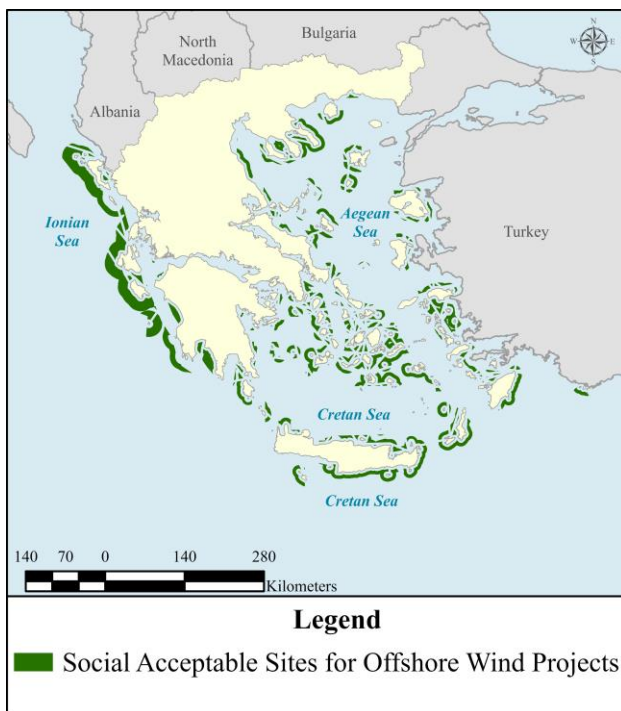 Bulgaria
N
W E
S
North
Macedonia
Albania
Ionian
Sea
Aegean
Sea
Turkey
Cretan Sea
Cretan Sea
140 70 0 140 280
Kilometers
Legend
Social Acceptable Sites for Offshore Wind Projects